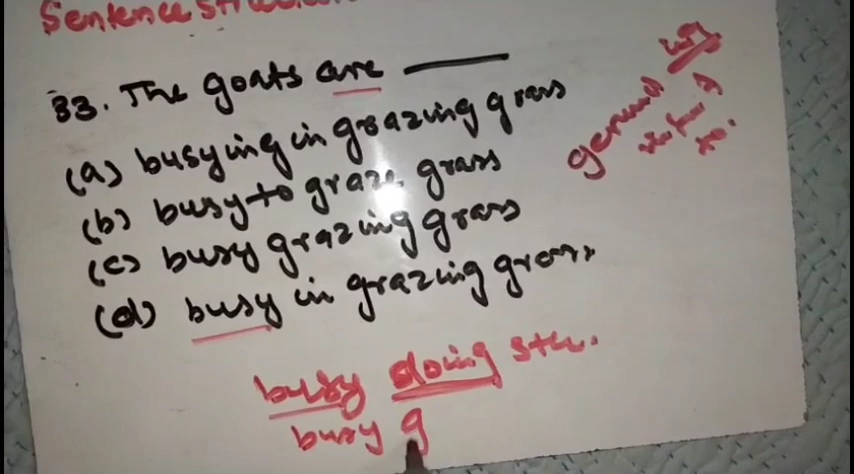 Sentence
33. The goats are ———
(a) busying in grazing grass
(b) busy to graze grass
(c) busy grazing grass
(d) busy in grazing grass
gerund ing
busy doing sth.
busy g